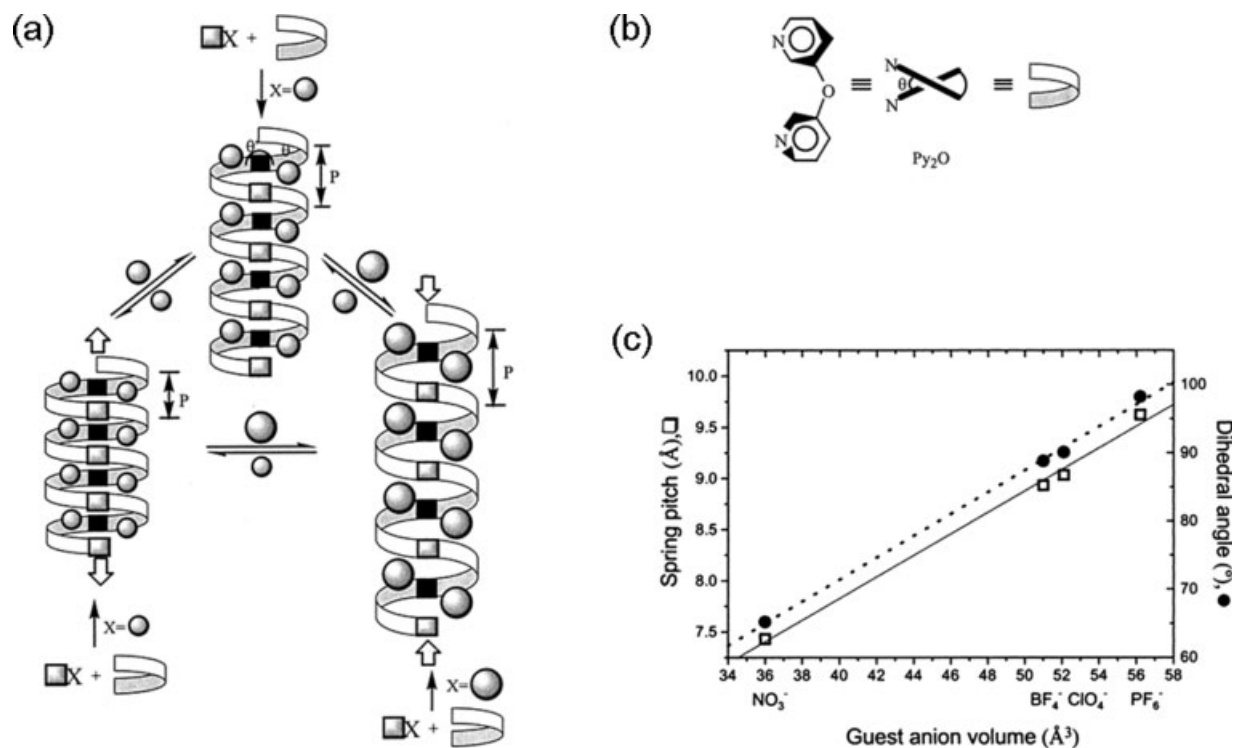 (a)
X +
X=
θ θ
P
P
P
X=
X +
X=
X +
(b)
N
O
N
≡
N
θ
N
≡
Py₂O
(c)
Spring pitch (Å),□
10.0
9.5
9.0
8.5
8.0
7.5
Dihedral angle (°),●
100
90
80
70
60
34 36 38 40 42 44 46 48 50 52 54 56 58
NO₃⁻ BF₄⁻ ClO₄⁻ PF₆⁻
Guest anion volume (Å³)